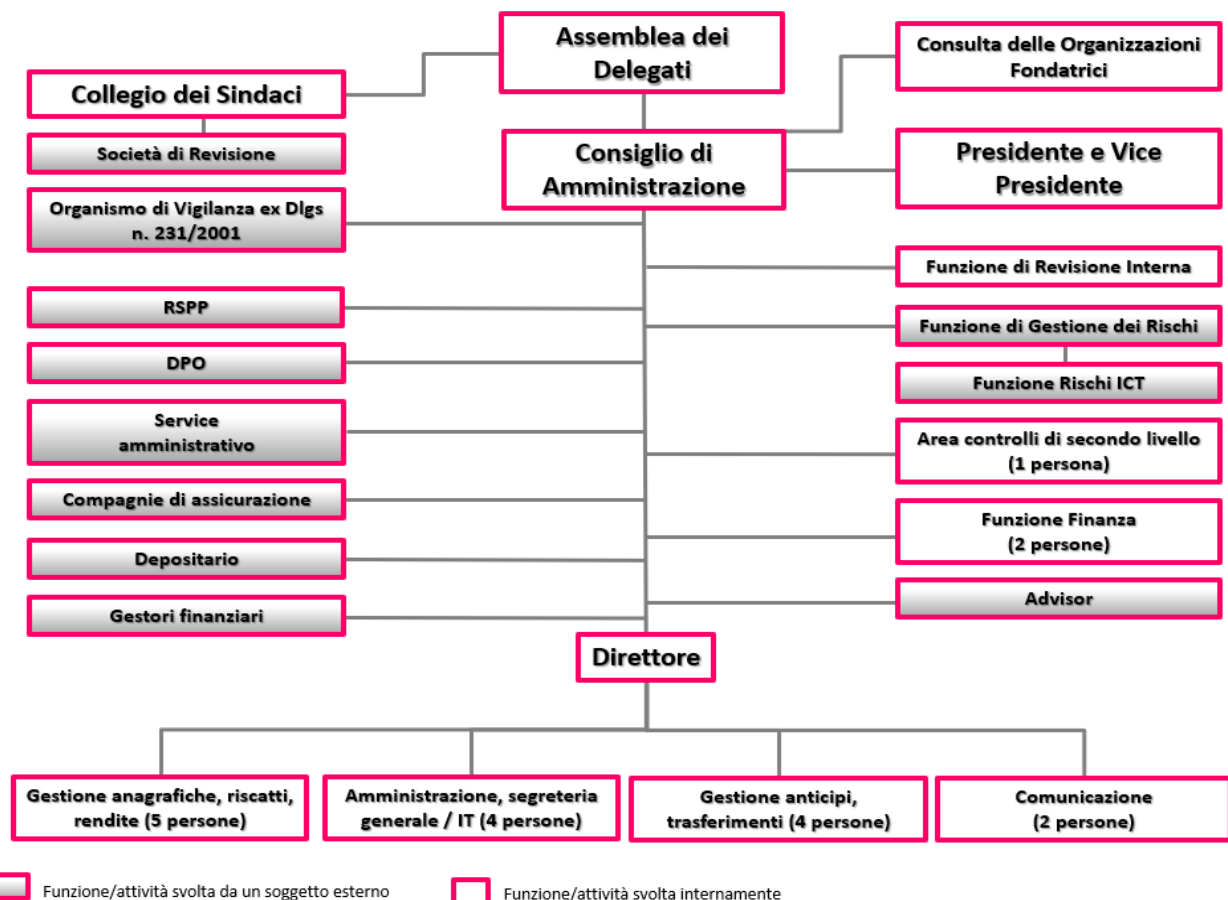 Assemblea dei
Delegati
Consulta delle Organizzazioni
Fondatrici
Collegio dei Sindaci
Società di Revisione
Consiglio di
Amministrazione
Presidente e Vice
Presidente
Organismo di Vigilanza ex Dlgs
n. 231/2001
Funzione di Revisione Interna
RSPP
Funzione di Gestione dei Rischi
DPO
Funzione Rischi ICT
Service
amministrativo
Area controlli di secondo livello
(1 persona)
Compagnie di assicurazione
Funzione Finanza
(2 persone)
Depositario
Advisor
Gestori finanziari
Direttore
Gestione anagrafiche, riscatti,
rendite (5 persone)
Amministrazione, segreteria
generale / IT (4 persone)
Gestione anticipi,
trasferimenti (4 persone)
Comunicazione
(2 persone)
Funzione/attività svolta da un soggetto esterno
Funzione/attività svolta internamente